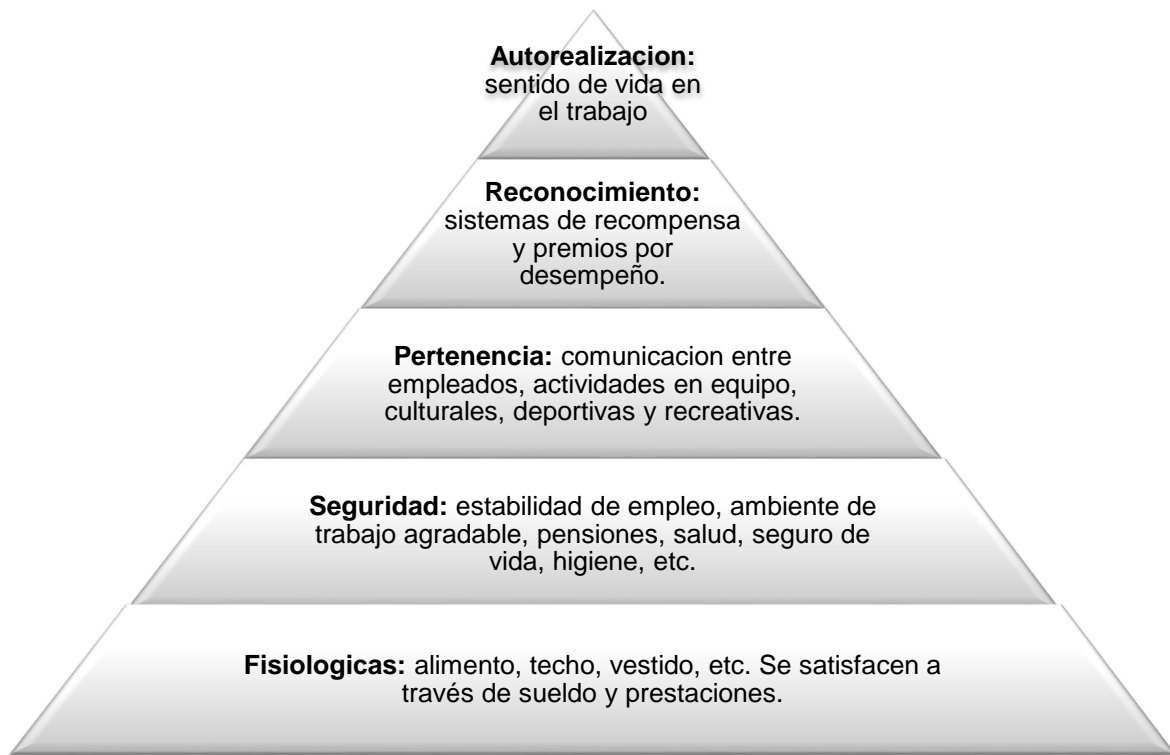 Autorealizacion:
sentido de vida en
el trabajo
Reconocimiento:
sistemas de recompensa
y premios por
desempeño.
Pertenencia: comunicacion entre
empleados, actividades en equipo,
culturales, deportivas y recreativas.
Seguridad: estabilidad de empleo, ambiente de
trabajo agradable, pensiones, salud, seguro de
vida, higiene, etc.
Fisiologicas: alimento, techo, vestido, etc. Se satisfacen a
través de sueldo y prestaciones.